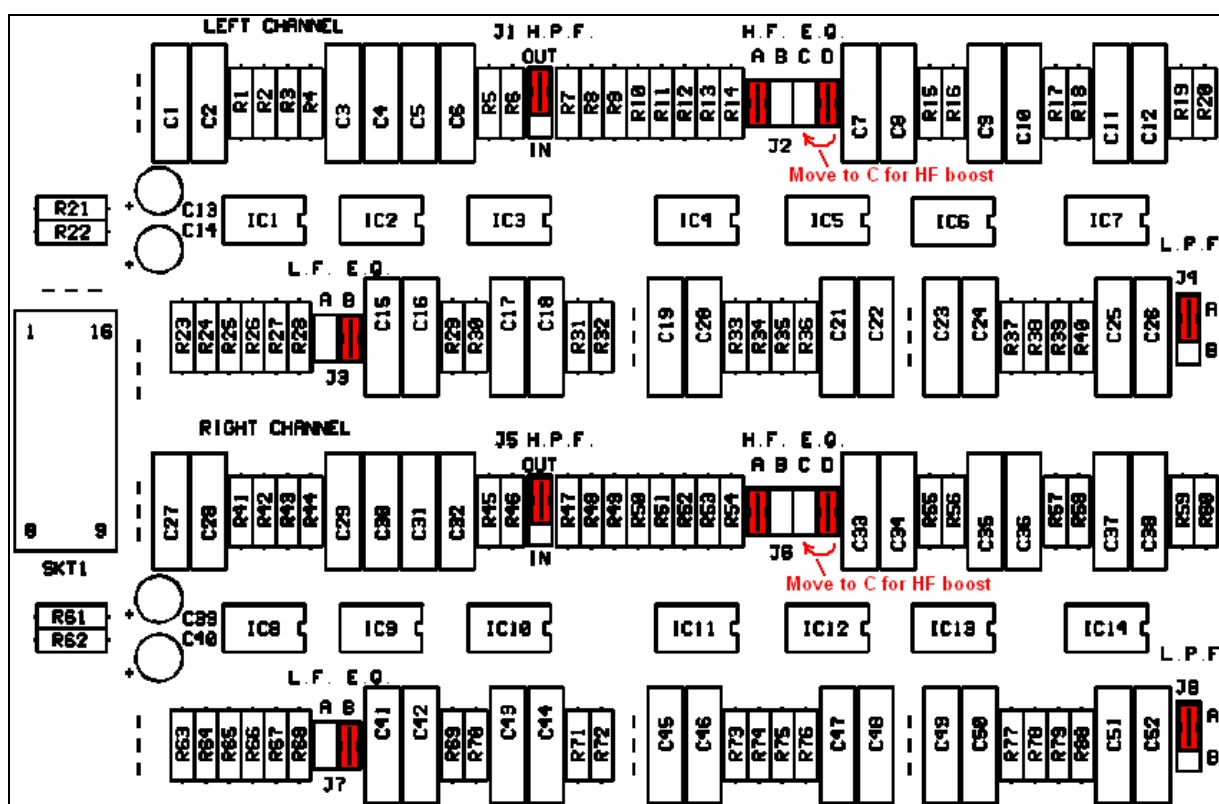 LEFT CHANNEL
J1 H.P.F.
OUT
H.F. E.Q.
A B C D
C1 C2 R1 R2 R3 R4 C3 C4 C5 C6 R5 R6 R7 R8 R9 R10 R11 R12 R13 R14 C7 C8 R15 R16 C9 C10 R17 R18 C11 C12 R19 R20
IN
J2
Move to C for HF boost
R21
R22
C13
C14
IC1 IC2 IC3 IC4 IC5 IC6 IC7
L.P.F
L.F. E.Q.
J4
A B
A
B
1 16
R23 R24 R25 R26 R27 R28 C15 C16 R29 R30 C17 C18 R31 R32 C19 C20 R33 R34 R35 R36 C21 C22 C23 C24 R37 R38 R39 R40 C25 C26
J3
RIGHT CHANNEL
J5 H.P.F.
OUT
H.F. E.Q.
A B C D
C27 C28 R41 R42 R43 R44 C29 C30 C31 C32 R45 R46 R47 R48 R49 R50 R51 R52 R53 R54 C33 C34 R55 R56 C35 C36 R57 R58 C37 C38 R59 R60
8 9
SKT1
IN
J6
Move to C for HF boost
R61
R62
C39
C40
IC8 IC9 IC10 IC11 IC12 IC13 IC14
L.P.F
L.F. E.Q.
J8
A B
A
B
R63 R64 R65 R66 R67 R68 C41 C42 R69 R70 C43 C44 R71 R72 C45 C46 R73 R74 R75 R76 C47 C48 C49 C50 R77 R78 R79 R80 C51 C52
J7